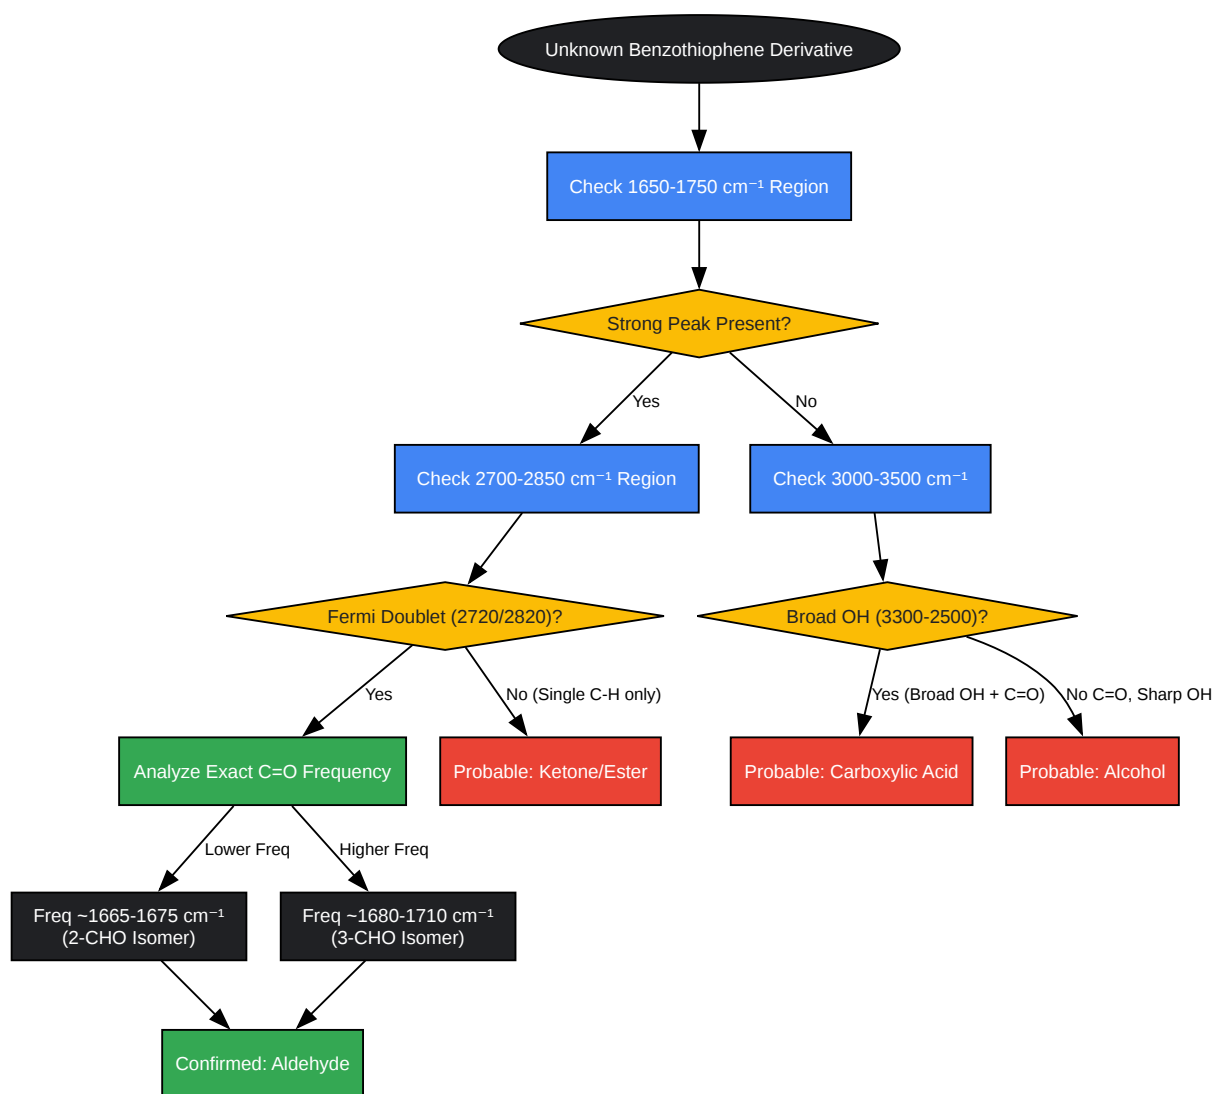 Unknown Benzothiophene Derivative
Check 1650-1750 cm⁻¹ Region
Strong Peak Present?
Yes
No
Check 2700-2850 cm⁻¹ Region
Check 3000-3500 cm⁻¹
Fermi Doublet (2720/2820)?
Broad OH (3300-2500)?
Yes
No (Single C-H only)
Yes (Broad OH + C=O)
No C=O, Sharp OH
Analyze Exact C=O Frequency
Probable: Ketone/Ester
Probable: Carboxylic Acid
Probable: Alcohol
Lower Freq
Higher Freq
Freq ~1665-1675 cm⁻¹
(2-CHO Isomer)
Freq ~1680-1710 cm⁻¹
(3-CHO Isomer)
Confirmed: Aldehyde